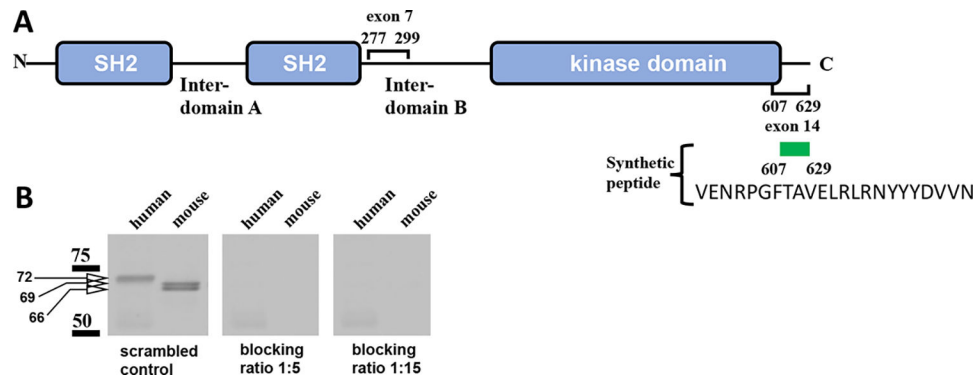 A
exon 7
277 299
N
SH2
SH2
kinase domain
C
Inter-
domain A
Inter-
domain B
607 629
exon 14
Synthetic
peptide
607 629
VENRPGFTAVELRLRNYYYDVVN
B
human
mouse
human
mouse
human
mouse
75
72
69
66
50
scrambled
control
blocking
ratio 1:5
blocking
ratio 1:15